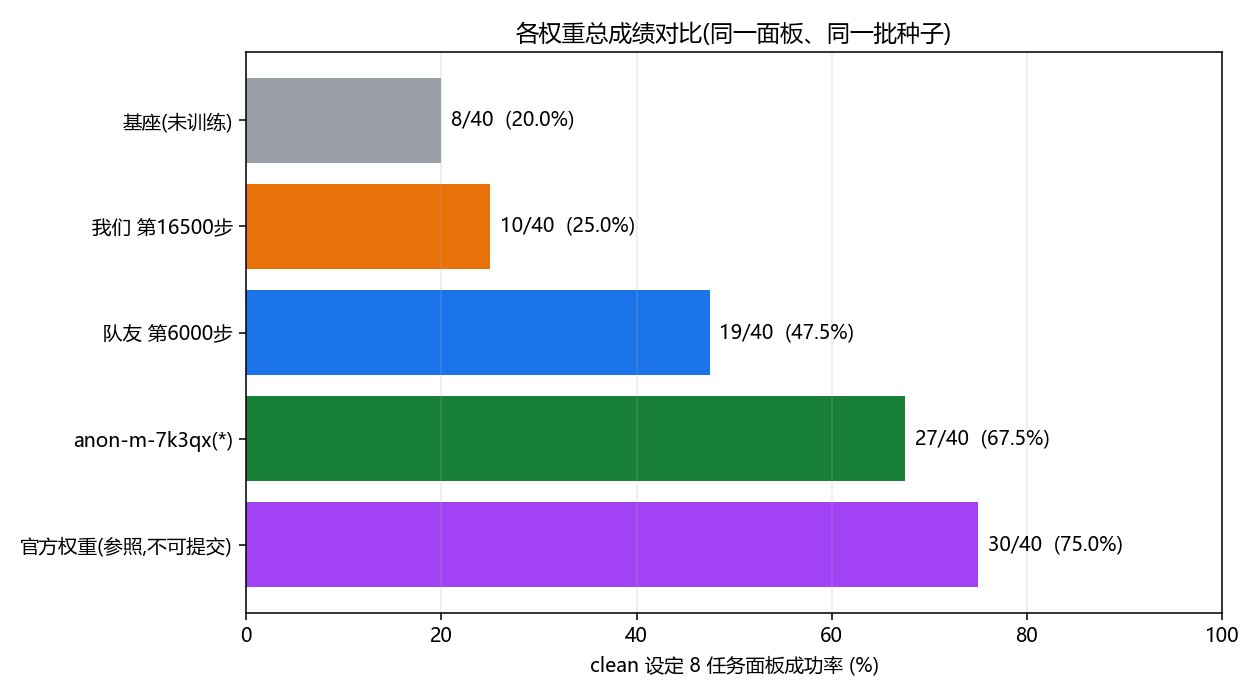 各权重总成绩对比(同一面板、同一批种子)
基座(未训练)
8/40 (20.0%)
我们 第16500步
10/40 (25.0%)
队友 第6000步
19/40 (47.5%)
anon-m-7k3qx(*)
27/40 (67.5%)
官方权重(参照,不可提交)
30/40 (75.0%)
0 20 40 60 80 100
clean 设定 8 任务面板成功率 (%)